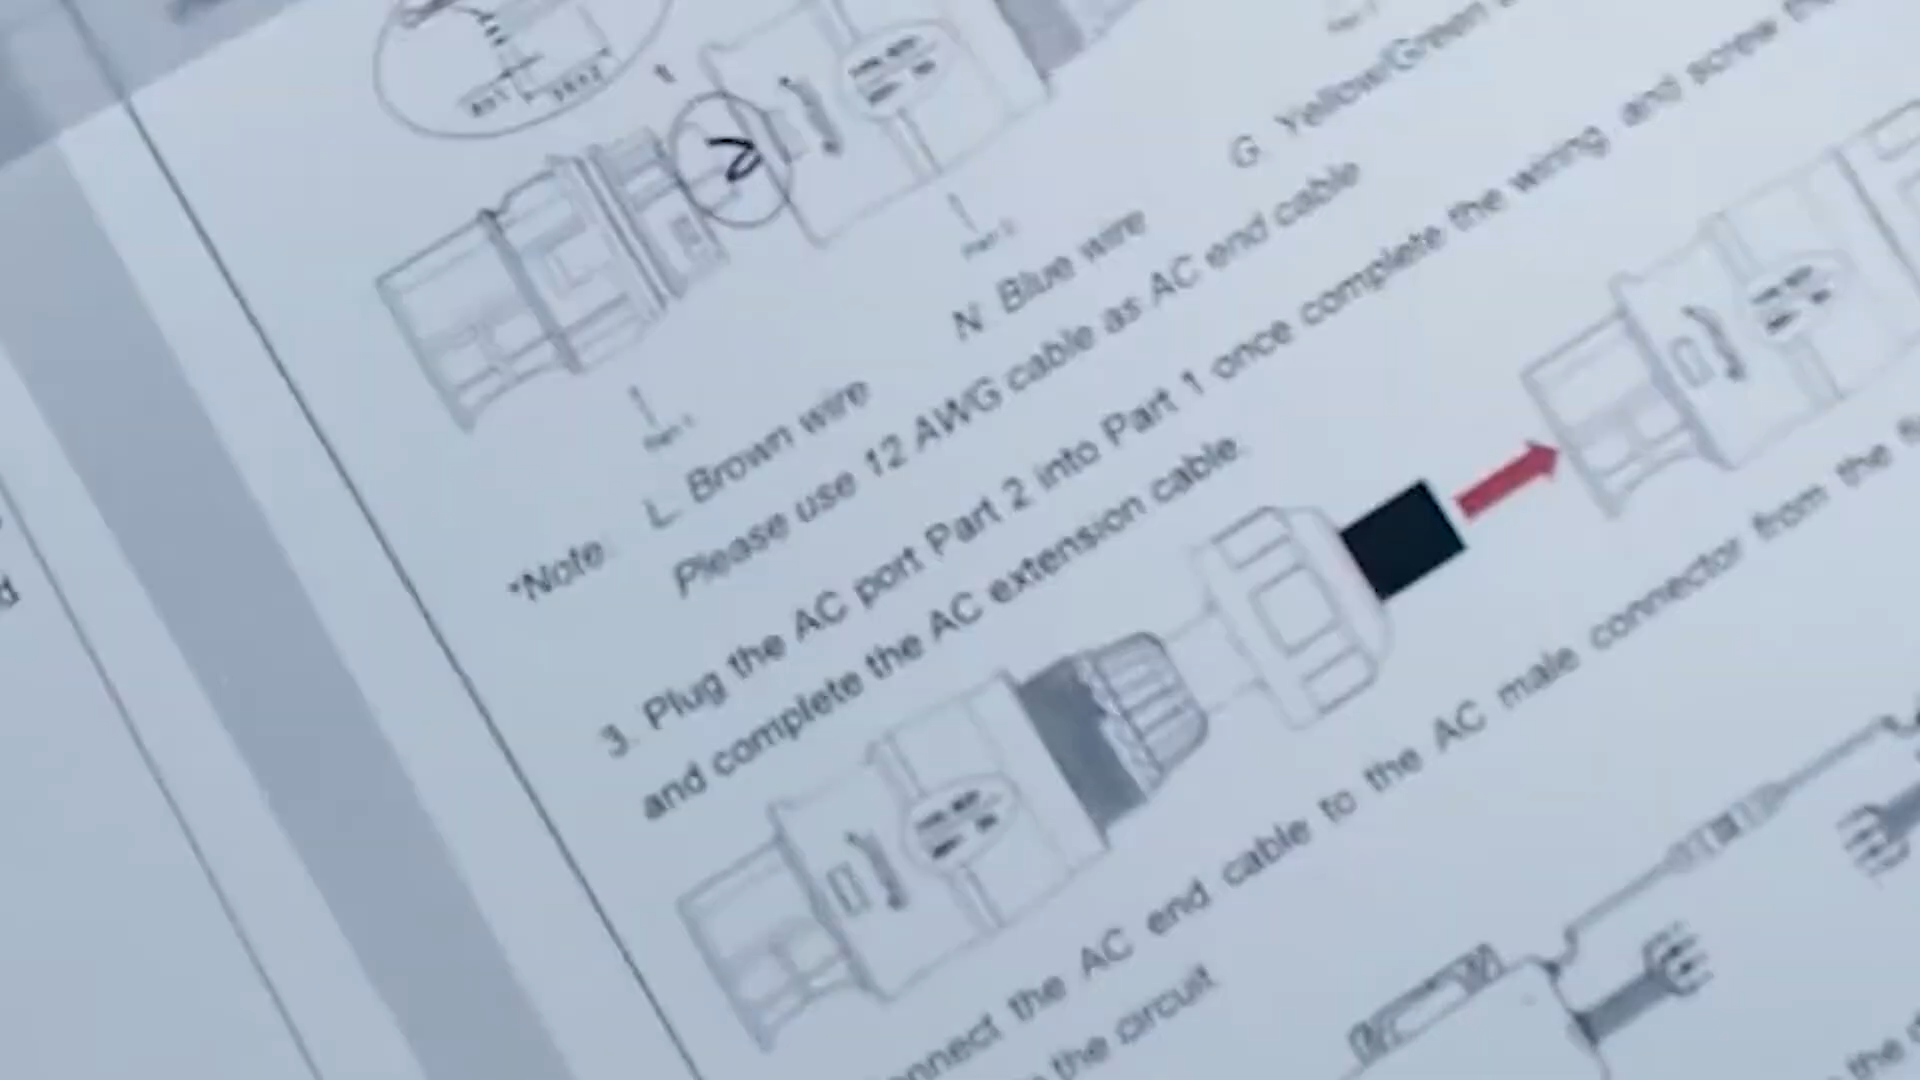 G: Yellow/Green
N: Blue wire
*Note: L: Brown wire
Please use 12 AWG cable as AC end cable
3. Plug the AC port Part 2 into Part 1 once complete the wiring and screw
and complete the AC extension cable.
the AC end cable to the AC male connector from the
the circuit